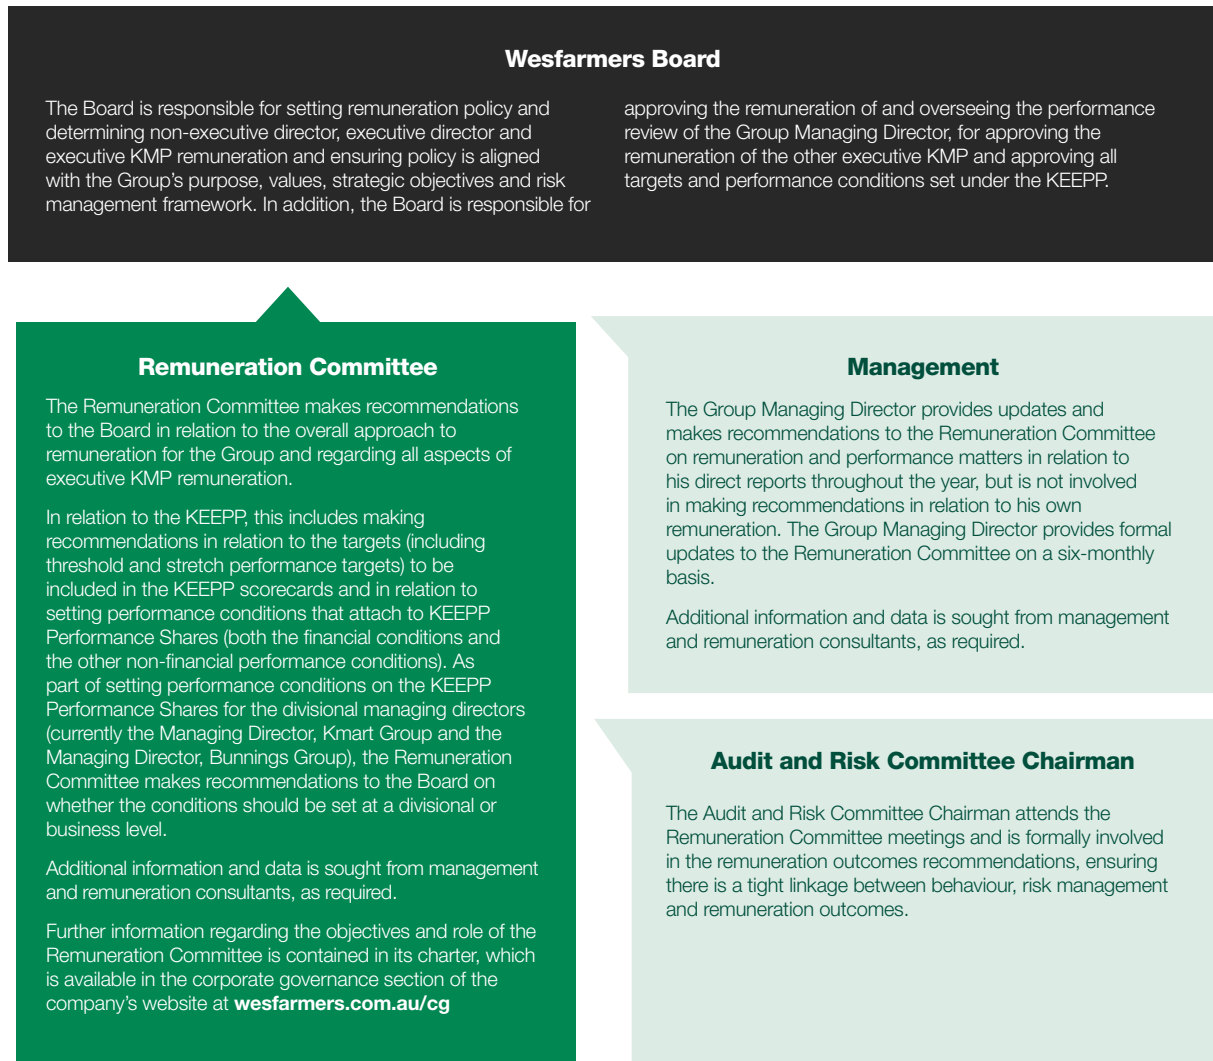 Wesfarmers Board
The Board is responsible for setting remuneration policy and
determining non-executive director, executive director and
executive KMP remuneration and ensuring policy is aligned
with the Group's purpose, values, strategic objectives and risk
management framework. In addition, the Board is responsible for
approving the remuneration of and overseeing the performance
review of the Group Managing Director, for approving the
remuneration of the other executive KMP and approving all
targets and performance conditions set under the KEEPP.
Remuneration Committee
The Remuneration Committee makes recommendations
to the Board in relation to the overall approach to
remuneration for the Group and regarding all aspects of
executive KMP remuneration.
In relation to the KEEPP, this includes making
recommendations in relation to the targets (including
threshold and stretch performance targets) to be
included in the KEEPP scorecards and in relation to
setting performance conditions that attach to KEEPP
Performance Shares (both the financial conditions and
the other non-financial performance conditions). As
part of setting performance conditions on the KEEPP
Performance Shares for the divisional managing directors
(currently the Managing Director, Kmart Group and the
Managing Director, Bunnings Group), the Remuneration
Committee makes recommendations to the Board on
whether the conditions should be set at a divisional or
business level.
Additional information and data is sought from management
and remuneration consultants, as required.
Further information regarding the objectives and role of the
Remuneration Committee is contained in its charter, which
is available in the corporate governance section of the
company's website at wesfarmers.com.au/cg
Management
The Group Managing Director provides updates and
makes recommendations to the Remuneration Committee
on remuneration and performance matters in relation to
his direct reports throughout the year, but is not involved
in making recommendations in relation to his own
remuneration. The Group Managing Director provides formal
updates to the Remuneration Committee on a six-monthly
basis.
Additional information and data is sought from management
and remuneration consultants, as required.
Audit and Risk Committee Chairman
The Audit and Risk Committee Chairman attends the
Remuneration Committee meetings and is formally involved
in the remuneration outcomes recommendations, ensuring
there is a tight linkage between behaviour, risk management
and remuneration outcomes.